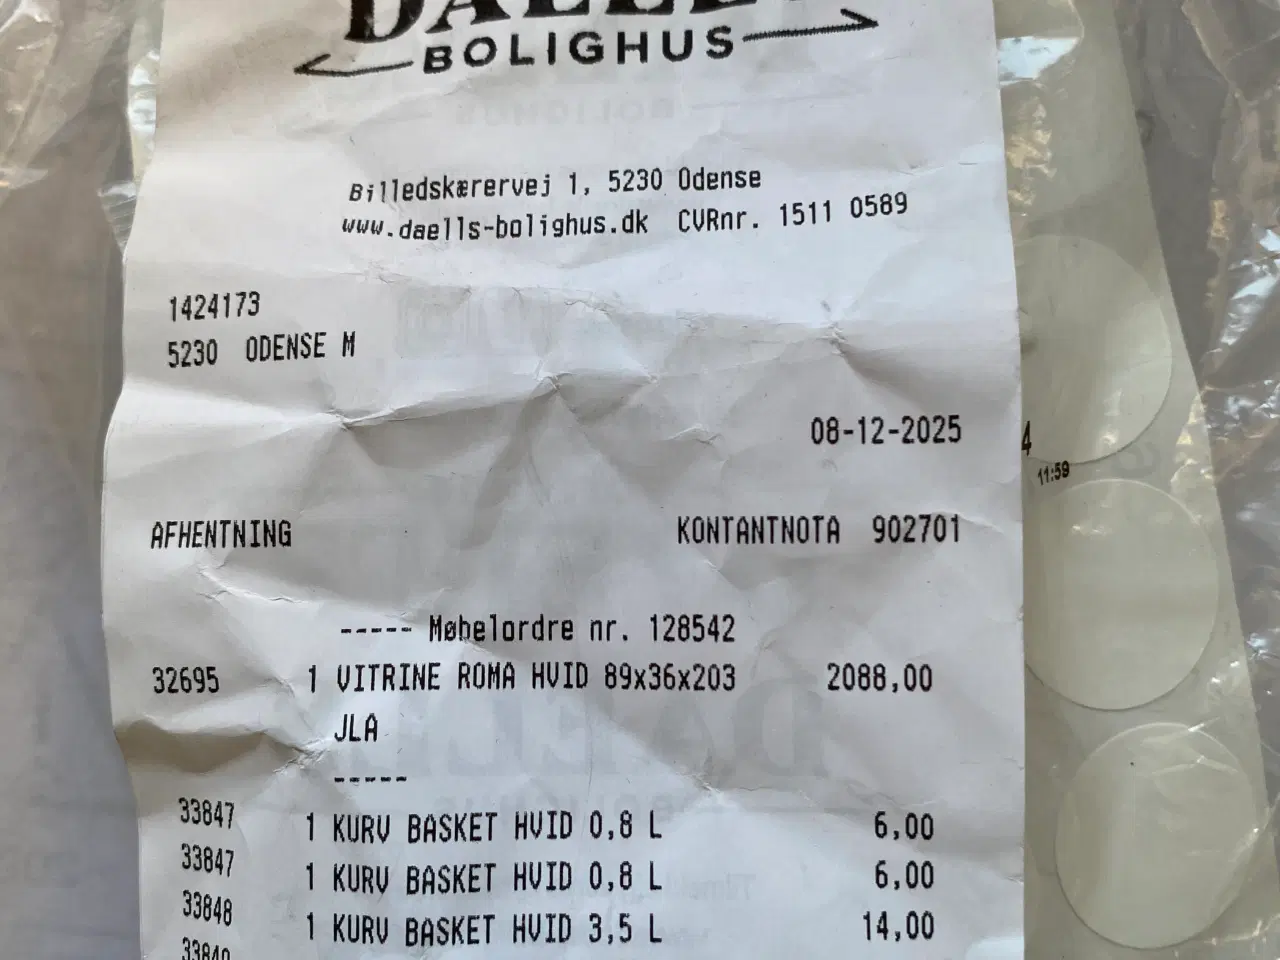 BOLIGHUS
Billedskærervej 1, 5230 Odense
www.daells-bolighus.dk CVRnr. 1511 0589
1424173
5230 ODENSE M
08-12-2025
4
11:59
AFHENTNING KONTANTNOTA 902701
----- Møbelordre nr. 128542
32695 1 VITRINE ROMA HVID 89x36x203 2088,00
JLA
-----
33847 1 KURV BASKET HVID 0,8 L 6,00
33847 1 KURV BASKET HVID 0,8 L 6,00
33848 1 KURV BASKET HVID 3,5 L 14,00